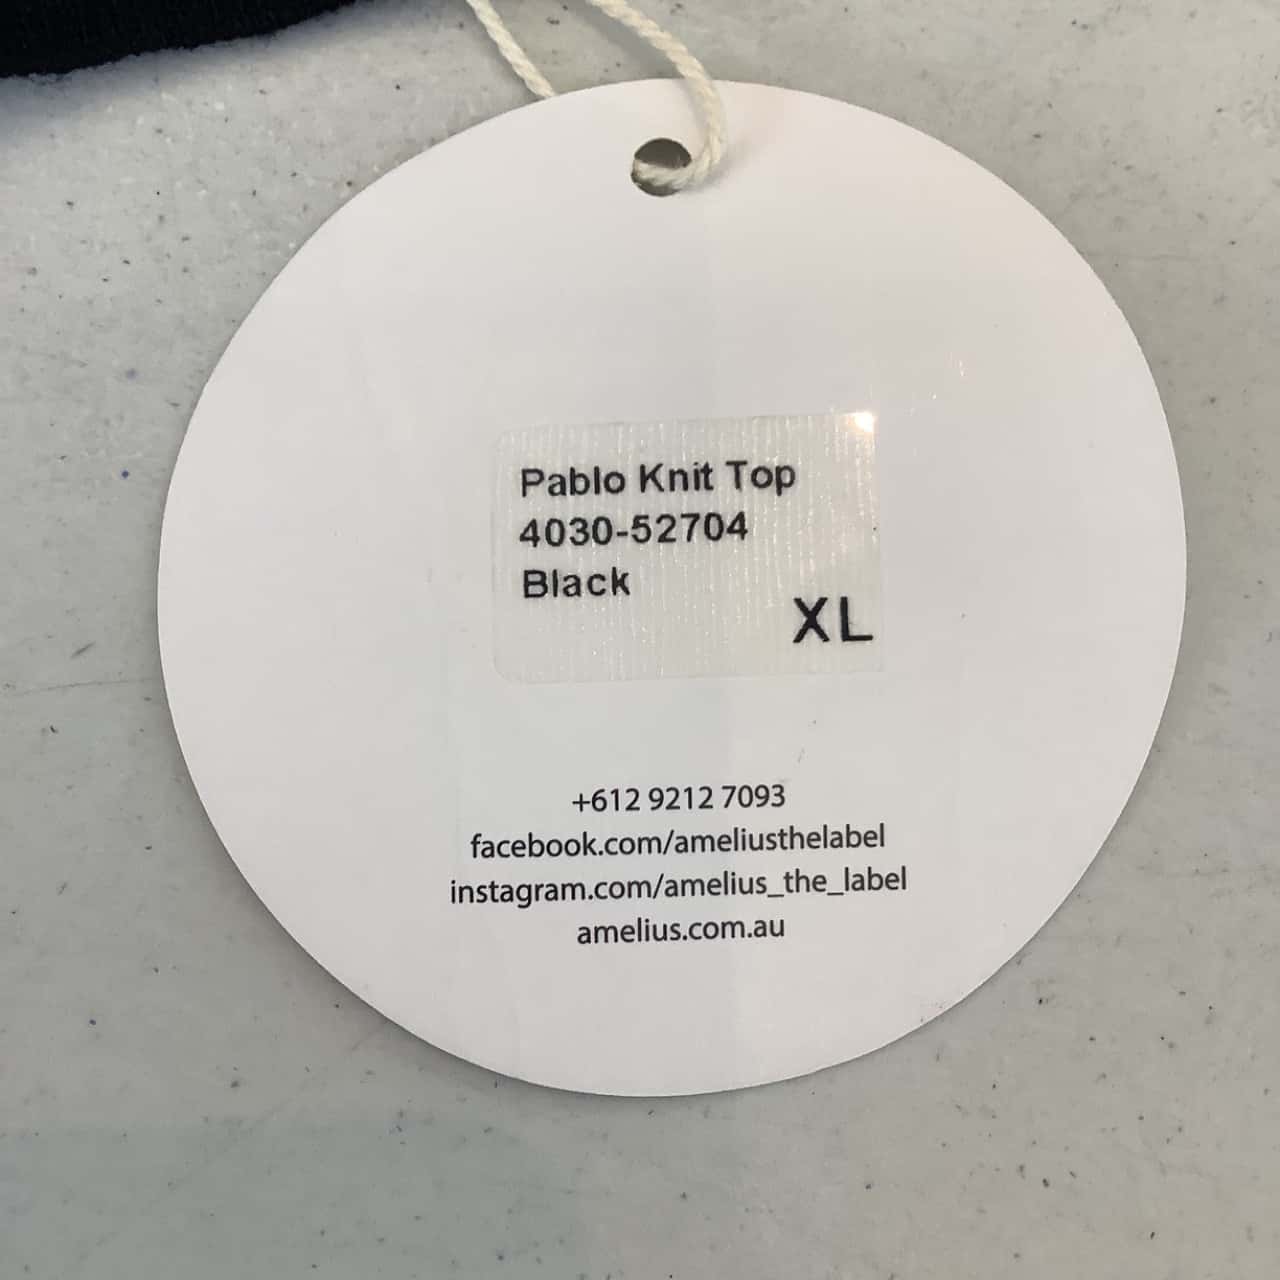 Pablo Knit Top
4030-52704
Black
XL
+612 9212 7093
facebook.com/ameliusthelabel
instagram.com/amelius_the_label
amelius.com.au